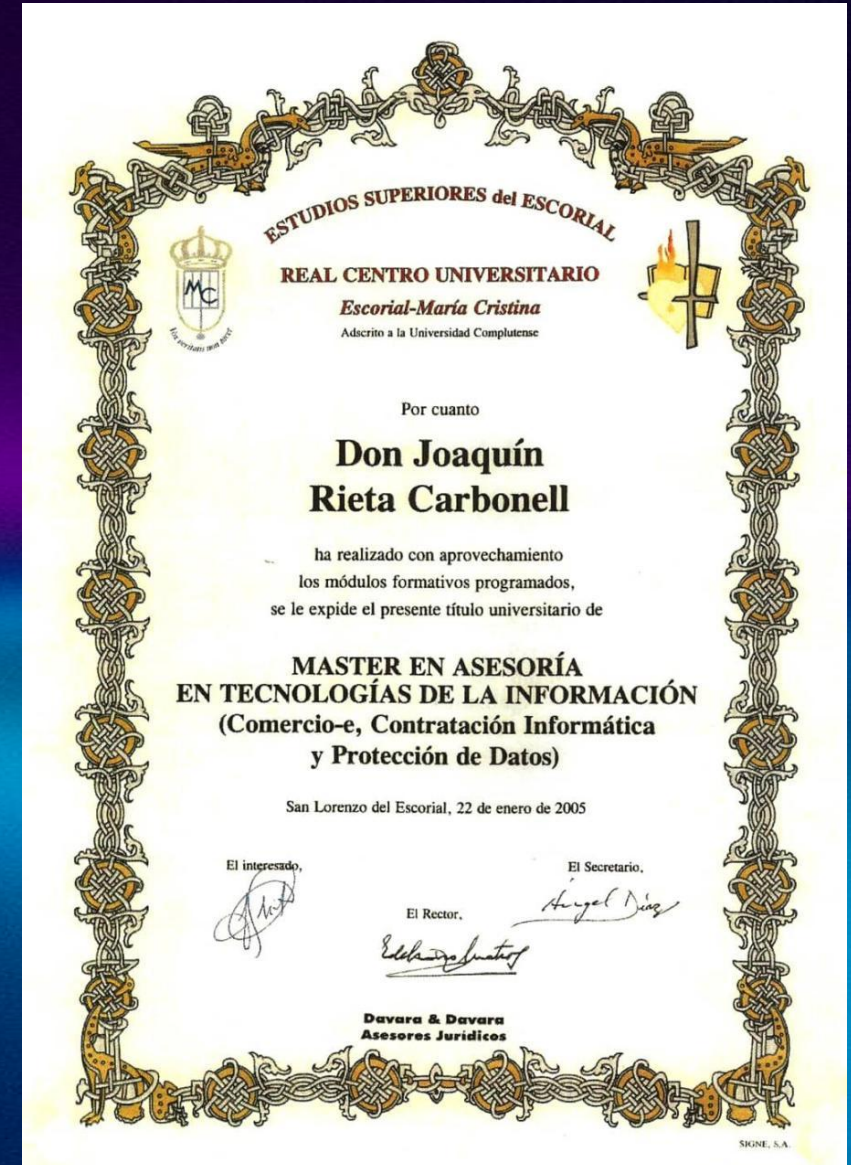 ESTUDIOS SUPERIORES del ESCORIAL
REAL CENTRO UNIVERSITARIO
Escorial-María Cristina
Adscrito a la Universidad Complutense
MC
Por cuanto
Don Joaquín
Rieta Carbonell
ha realizado con aprovechamiento
los módulos formativos programados,
se le expide el presente título universitario de
MASTER EN ASESORÍA
EN TECNOLOGÍAS DE LA INFORMACIÓN
(Comercio-e, Contratación Informática
y Protección de Datos)
San Lorenzo del Escorial, 22 de enero de 2005
El interesado,
El Secretario,
Angel Díaz
El Rector,
Davara & Davara
Asesores Jurídicos
SIGNE, S.A.